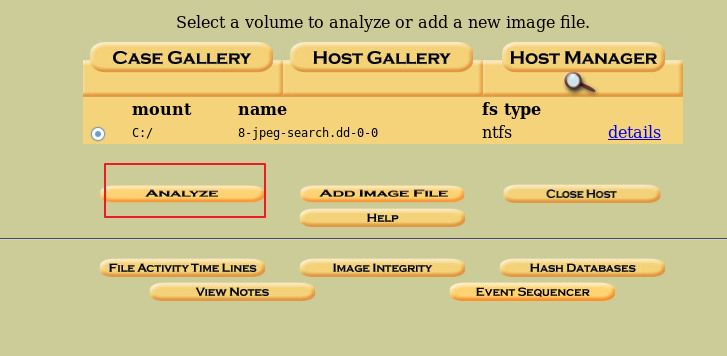 Select a volume to analyze or add a new image file.
CASE GALLERY HOST GALLERY HOST MANAGER
mount name fs type
C:/ 8-jpeg-search.dd-0-0 ntfs details
ANALYZE ADD IMAGE FILE CLOSE HOST
HELP
FILE ACTIVITY TIME LINES IMAGE INTEGRITY HASH DATABASES
VIEW NOTES EVENT SEQUENCER